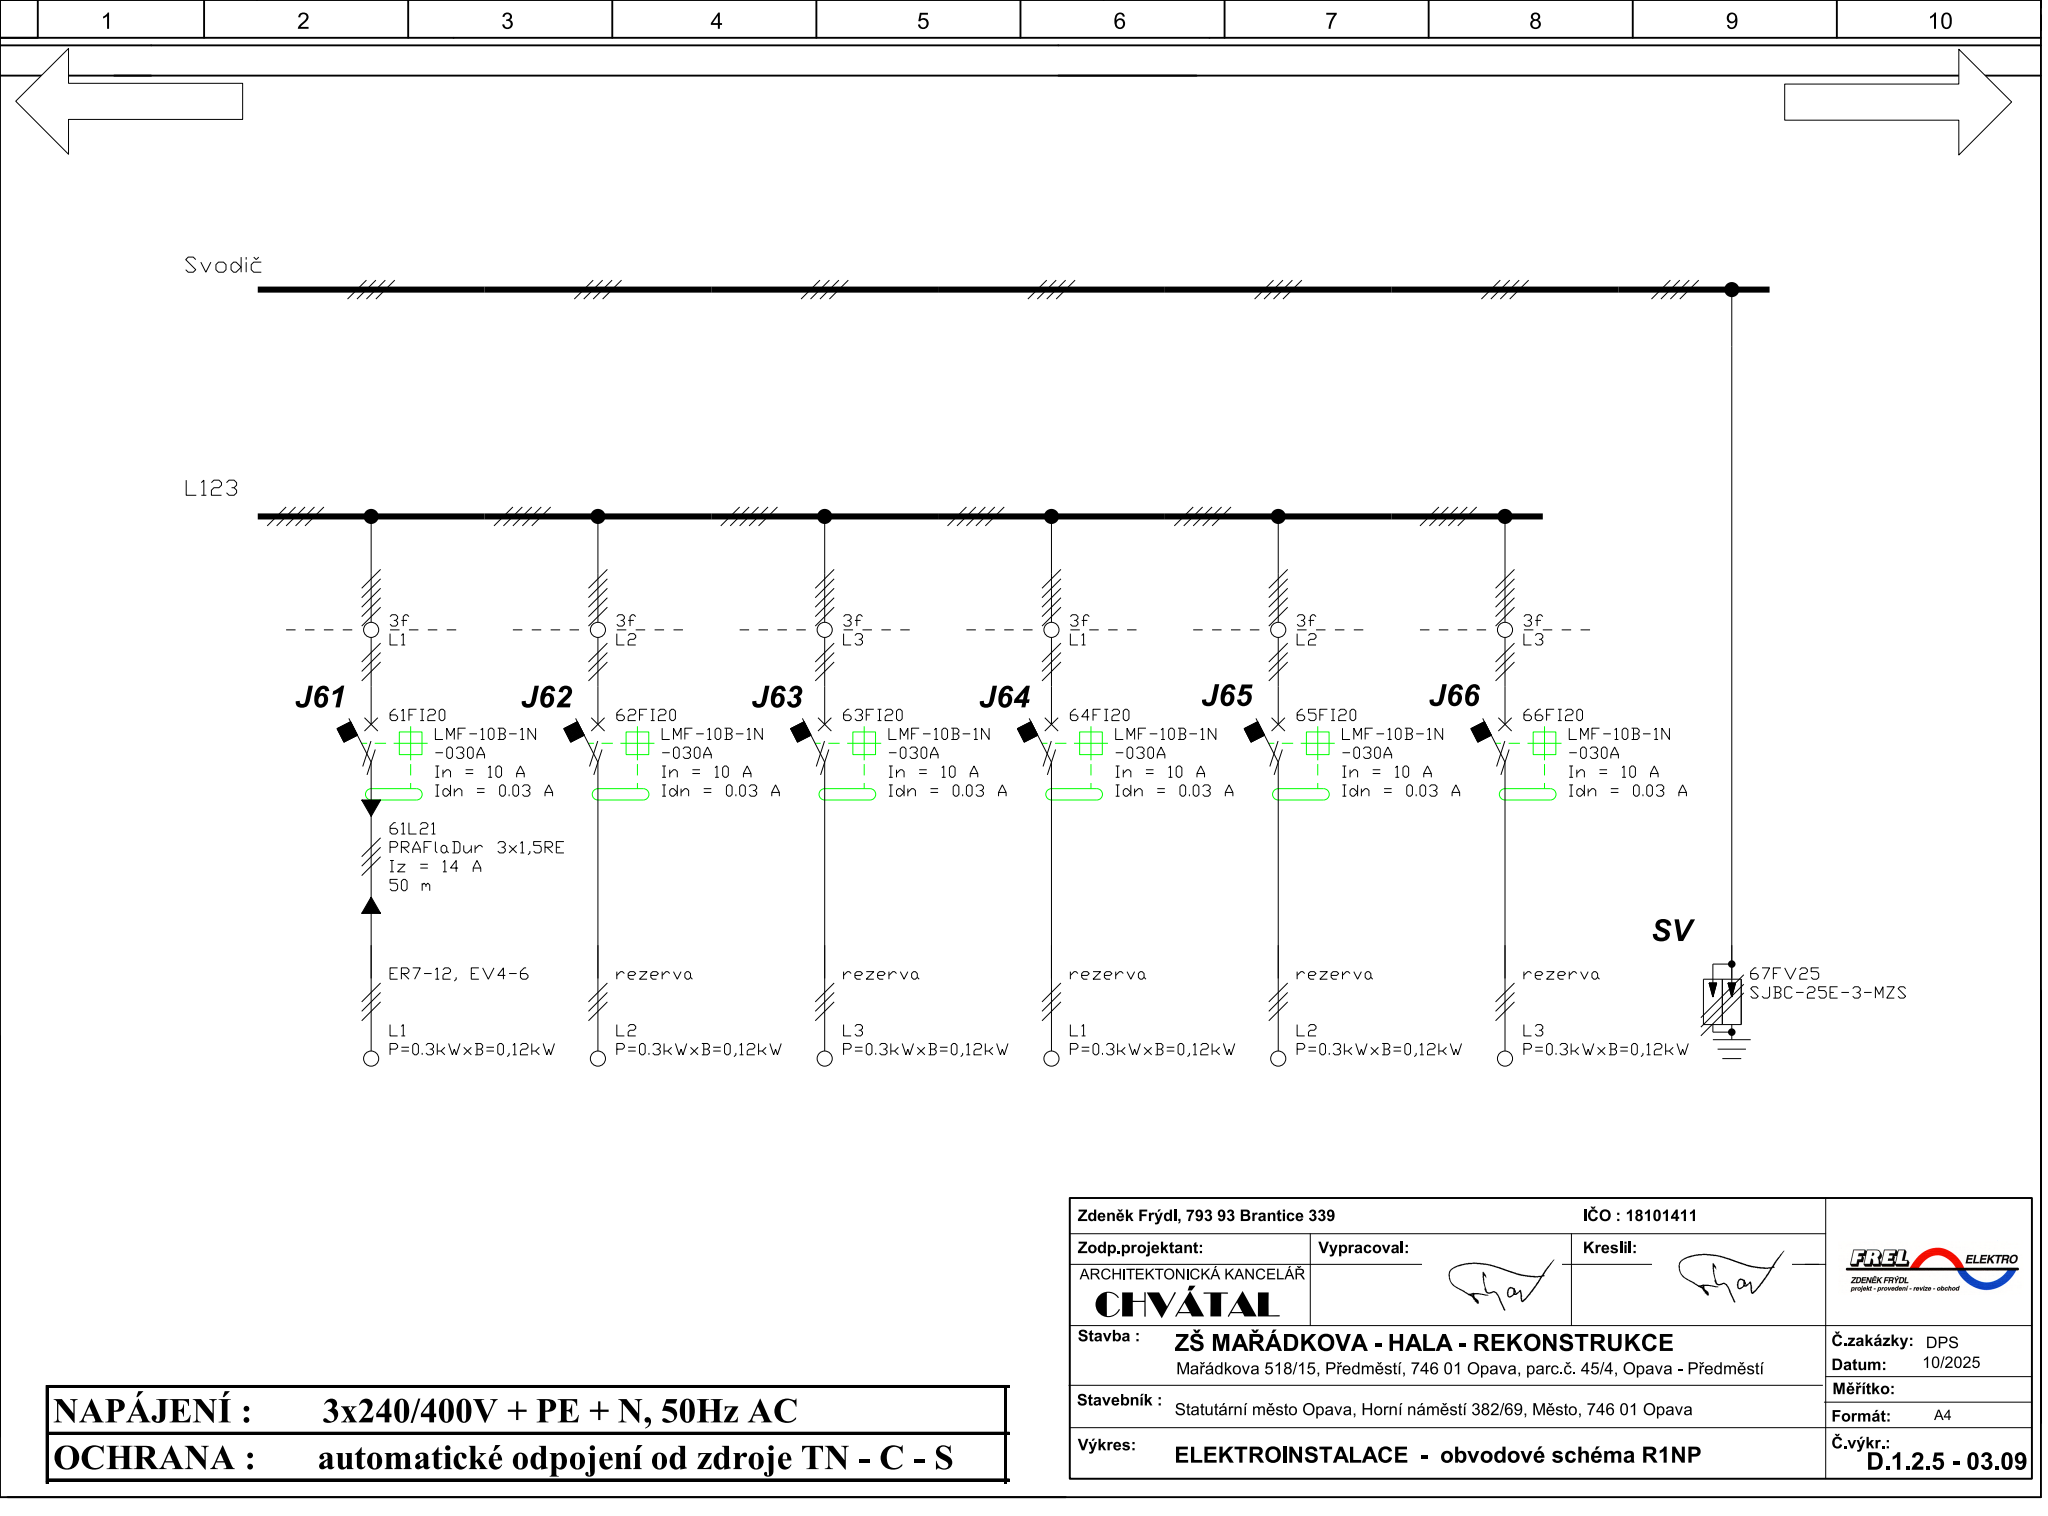 1 2 3 4 5 6 7 8 9 10
Svodič
L123
3f 3f 3f 3f 3f 3f
L1 L2 L3 L1 L2 L3
J61 J62 J63 J64 J65 J66
61FI20 62FI20 63FI20 64FI20 65FI20 66FI20
LMF-10B-1N LMF-10B-1N LMF-10B-1N LMF-10B-1N LMF-10B-1N LMF-10B-1N
-030A -030A -030A -030A -030A -030A
In = 10 A In = 10 A In = 10 A In = 10 A In = 10 A In = 10 A
Idn = 0.03 A Idn = 0.03 A Idn = 0.03 A Idn = 0.03 A Idn = 0.03 A Idn = 0.03 A
61L21
PRAFlaDur 3x1,5RE
Iz = 14 A
50 m
SV
ER7-12, EV4-6 rezerva rezerva rezerva rezerva rezerva 67FV25
SJBC-25E-3-MZS
L1 L2 L3 L1 L2 L3
P=0.3kWxB=0,12kW P=0.3kWxB=0,12kW P=0.3kWxB=0,12kW P=0.3kWxB=0,12kW P=0.3kWxB=0,12kW P=0.3kWxB=0,12kW
Zdeněk Frýdl, 793 93 Brantice 339 IČO : 18101411
Zodp.projektant: Vypracoval: Kreslil:
ARCHITEKTONICKÁ KANCELÁŘ
CHVÁTAL
FREL ELEKTRO
ZDENĚK FRÝDL
projekt - provedení - revize - obchod
Stavba : ZŠ MAŘÁDKOVA - HALA - REKONSTRUKCE
Mařádkova 518/15, Předměstí, 746 01 Opava, parc.č. 45/4, Opava - Předměstí
Č.zakázky: DPS
Datum: 10/2025
Měřítko:
Stavebník : Statutární město Opava, Horní náměstí 382/69, Město, 746 01 Opava
Formát: A4
Výkres: ELEKTROINSTALACE - obvodové schéma R1NP
Č.výkr.:
D.1.2.5 - 03.09
NAPÁJENÍ : 3x240/400V + PE + N, 50Hz AC
OCHRANA : automatické odpojení od zdroje TN - C - S